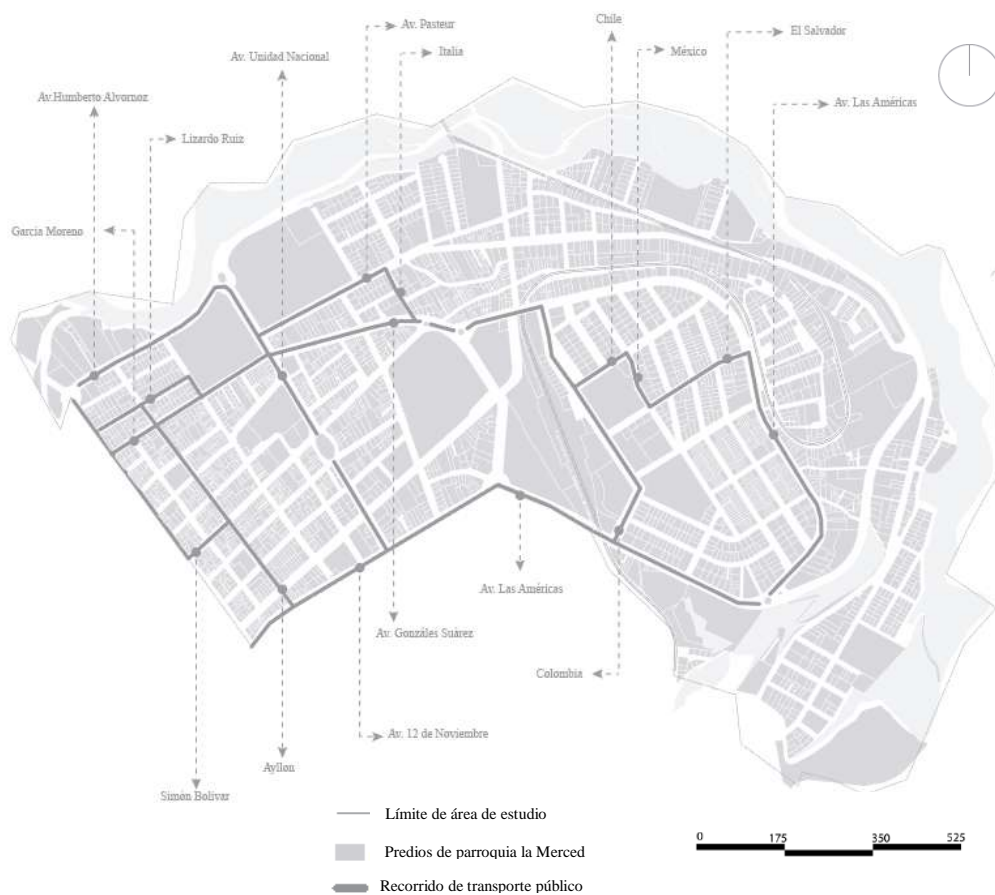 Chile
Av. Pasteur
El Salvador
Italia
Av. Unidad Nacional
México
Av.Humberto Alvornoz
Av. Las Américas
Lizardo Ruiz
García Moreno
Av. Las Américas
Av. Gonzáles Suárez
Colombia
Av. 12 de Noviembre
Ayllon
Simón Bolívar
Límite de área de estudio
Predios de parroquia la Merced
Recorrido de transporte público
0 175 350 525